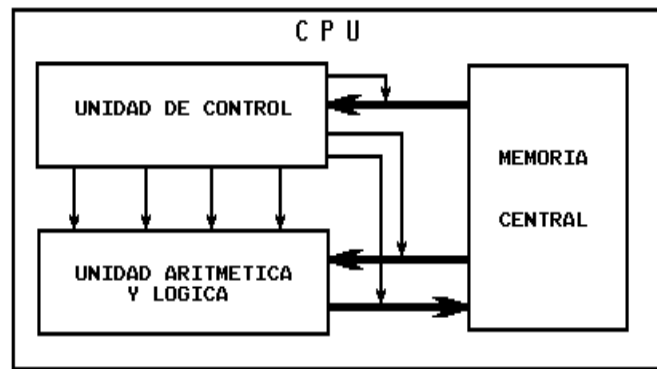 C P U
UNIDAD DE CONTROL
MEMORIA
CENTRAL
UNIDAD ARITMETICA
Y LOGICA